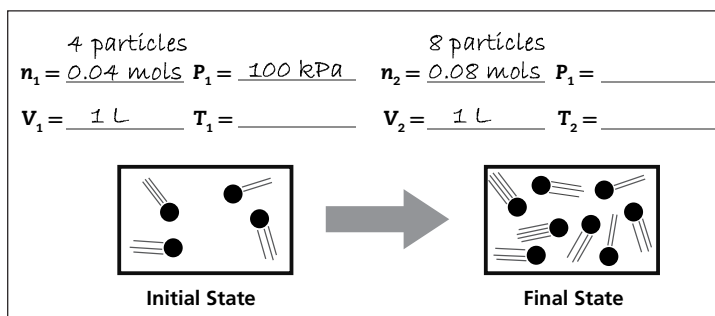 4 particles 8 particles
n₁ = 0.04 mols P₁ = 100 kPa n₂ = 0.08 mols P₁ =
V₁ = 1 L T₁ = V₂ = 1 L T₂ =
Initial State Final State